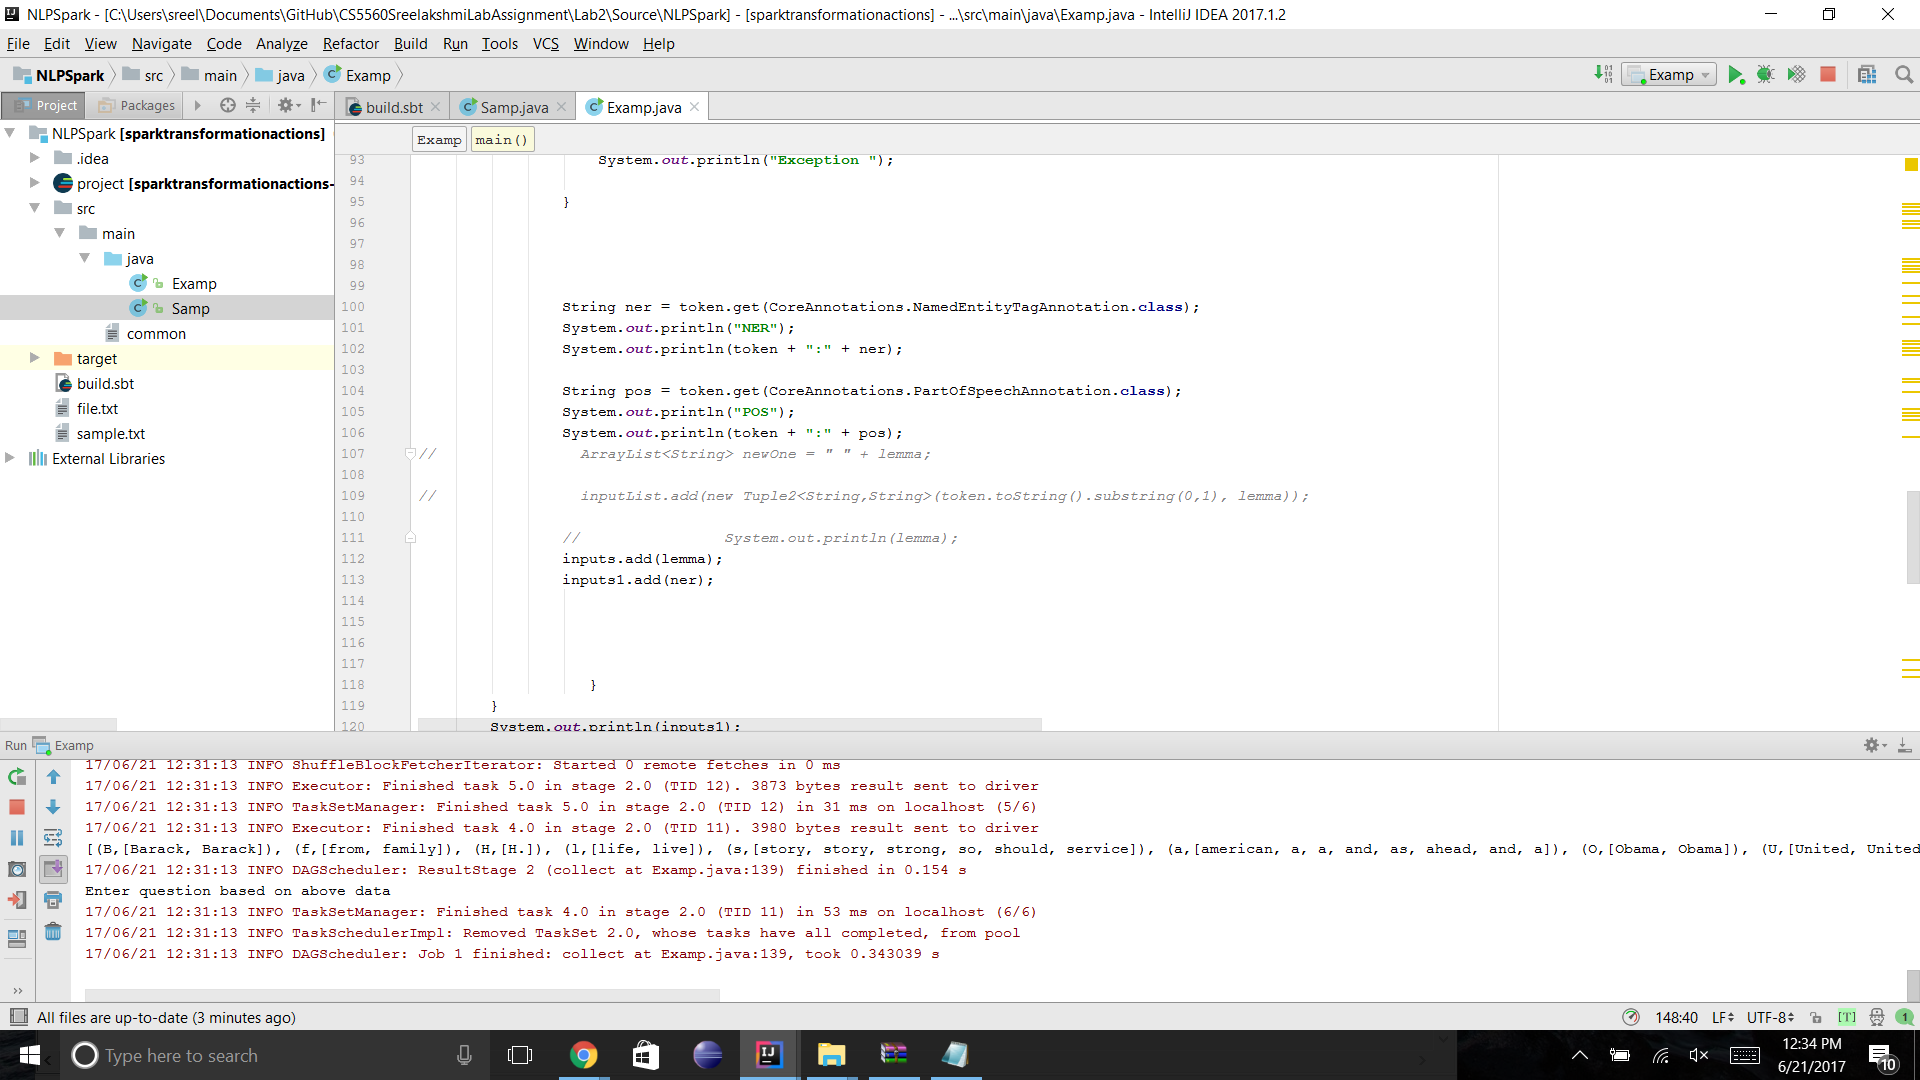 NLPSpark - [C:\Users\sreel\Documents\GitHub\CS5560SreelakshmiLabAssignment\Lab2\Source\NLPSpark] - [sparktransformationactions] - ...\src\main\java\Examp.java - IntelliJ IDEA 2017.1.2
File Edit View Navigate Code Analyze Refactor Build Run Tools VCS Window Help
NLPSpark src main java Examp
Examp
Project Packages
build.sbt Samp.java Examp.java
NLPSpark [sparktransformationactions]
.idea
project [sparktransformationactions-
src
main
java
Examp
Samp
common
target
build.sbt
file.txt
sample.txt
External Libraries
Examp main()
93 System.out.println("Exception ");
94
95 }
96
97
98
99
100 String ner = token.get(CoreAnnotations.NamedEntityTagAnnotation.class);
101 System.out.println("NER");
102 System.out.println(token + ":" + ner);
103
104 String pos = token.get(CoreAnnotations.PartOfSpeechAnnotation.class);
105 System.out.println("POS");
106 System.out.println(token + ":" + pos);
107 // ArrayList<String> newOne = " " + lemma;
108
109 // inputList.add(new Tuple2<String,String>(token.toString().substring(0,1), lemma));
110
111 // System.out.println(lemma);
112 inputs.add(lemma);
113 inputs1.add(ner);
114
115
116
117
118 }
119 }
120 System.out.println(inputs1);
Run Examp
17/06/21 12:31:13 INFO ShuffleBlockFetcherIterator: Started 0 remote fetches in 0 ms
17/06/21 12:31:13 INFO Executor: Finished task 5.0 in stage 2.0 (TID 12). 3873 bytes result sent to driver
17/06/21 12:31:13 INFO TaskSetManager: Finished task 5.0 in stage 2.0 (TID 12) in 31 ms on localhost (5/6)
17/06/21 12:31:13 INFO Executor: Finished task 4.0 in stage 2.0 (TID 11). 3980 bytes result sent to driver
[(B,[Barack, Barack]), (f,[from, family]), (H,[H.]), (l,[life, live]), (s,[story, story, strong, so, should, service]), (a,[american, a, a, and, as, ahead, and, a]), (O,[Obama, Obama]), (U,[United, United
17/06/21 12:31:13 INFO DAGScheduler: ResultStage 2 (collect at Examp.java:139) finished in 0.154 s
Enter question based on above data
17/06/21 12:31:13 INFO TaskSetManager: Finished task 4.0 in stage 2.0 (TID 11) in 53 ms on localhost (6/6)
17/06/21 12:31:13 INFO TaskSchedulerImpl: Removed TaskSet 2.0, whose tasks have all completed, from pool
17/06/21 12:31:13 INFO DAGScheduler: Job 1 finished: collect at Examp.java:139, took 0.343039 s
All files are up-to-date (3 minutes ago)
148:40 LF UTF-8 [T] 1
Type here to search
12:34 PM
6/21/2017
10